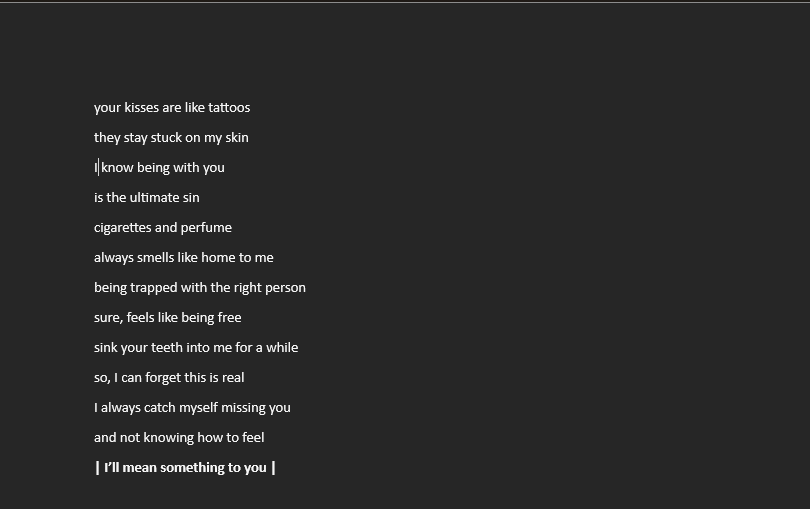 your kisses are like tattoos
they stay stuck on my skin
I know being with you
is the ultimate sin
cigarettes and perfume
always smells like home to me
being trapped with the right person
sure, feels like being free
sink your teeth into me for a while
so, I can forget this is real
I always catch myself missing you
and not knowing how to feel
| I’ll mean something to you |